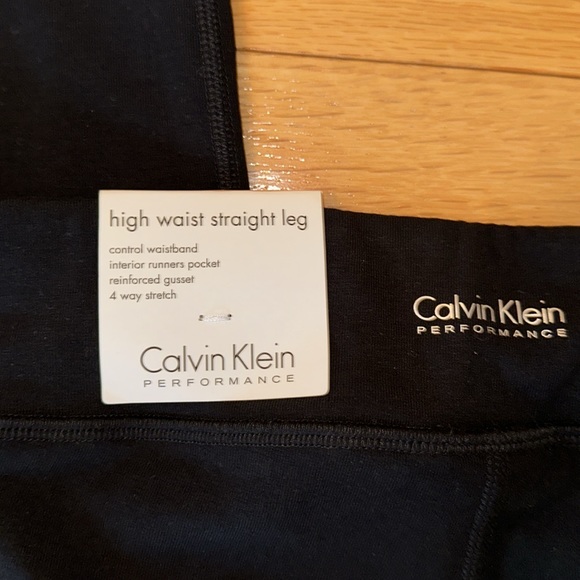 high waist straight leg
control waistband
interior runners pocket
reinforced gusset
4 way stretch
Calvin Klein
PERFORMANCE
Calvin Klein
PERFORMANCE